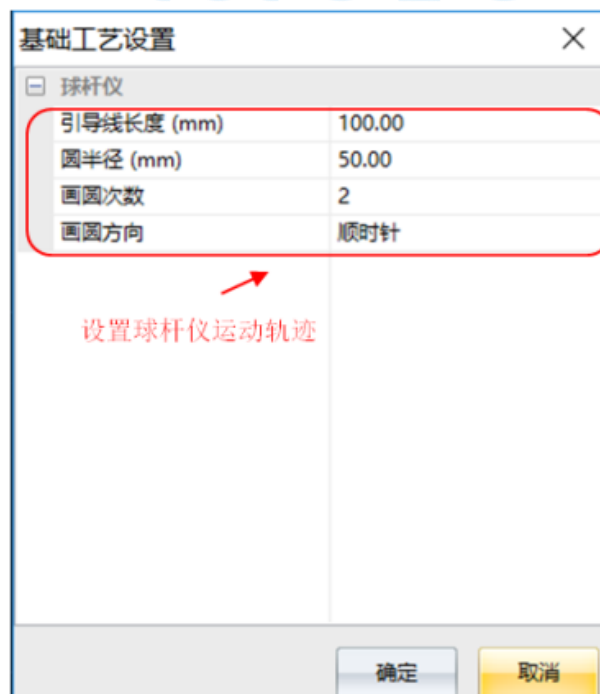 基础工艺设置
球杆仪
引导线长度 (mm) 100.00
圆半径 (mm) 50.00
画圆次数 2
画圆方向 顺时针
设置球杆仪运动轨迹
确定 取消